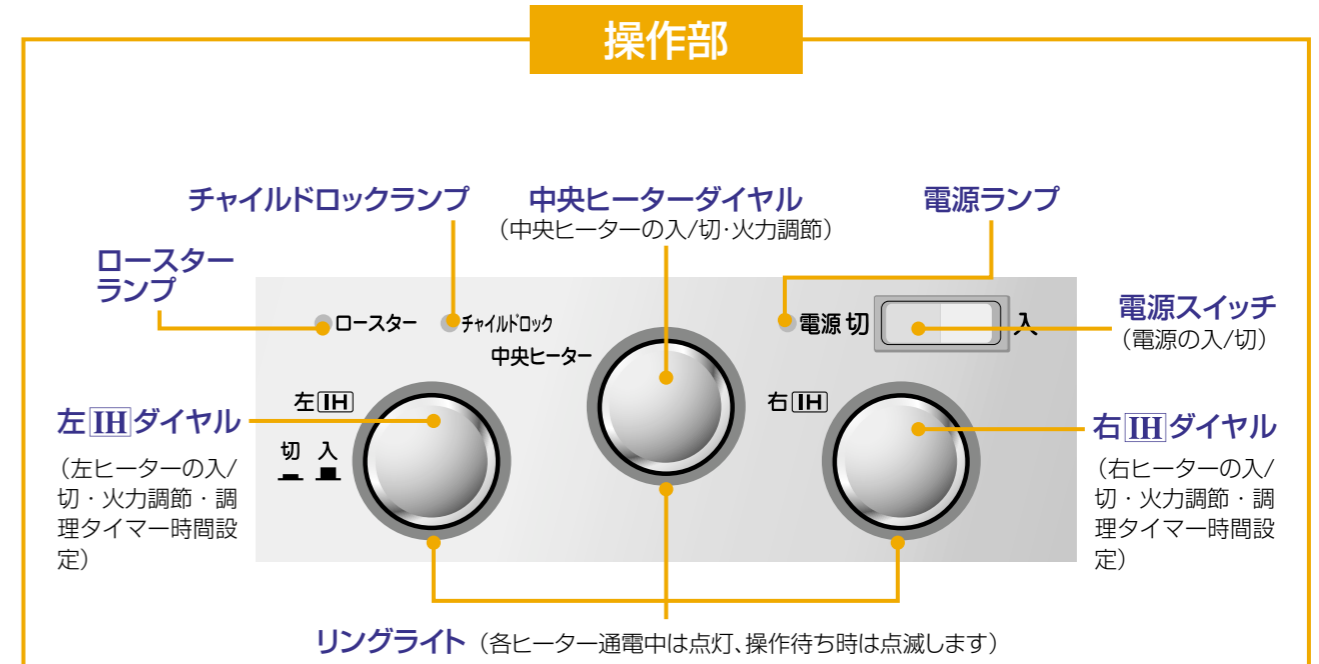 操作部
チャイルドロックランプ
中央ヒーターダイヤル
(中央ヒーターの入/切・火力調節)
電源ランプ
ロースター
ランプ
電源スイッチ
(電源の入/切)
ロースター
チャイルドロック
中央ヒーター
電源 切
入
左IH
切 入
右IH
左IHダイヤル
(左ヒーターの入/
切・火力調節・調
理タイマー時間設
定)
右IHダイヤル
(右ヒーターの入/
切・火力調節・調
理タイマー時間設
定)
リングライト(各ヒーター通電中は点灯、操作待ち時は点滅します)